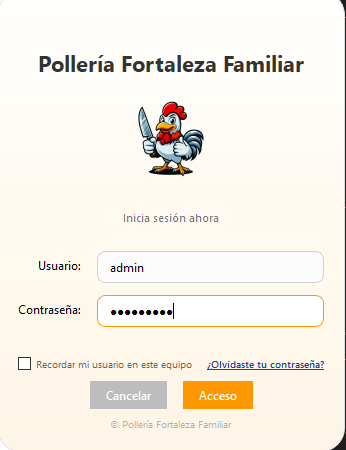 Pollería Fortaleza Familiar
Inicia sesión ahora
Usuario: admin
Contraseña: •••••••••
Recordar mi usuario en este equipo ¿Olvidaste tu contraseña?
Cancelar Acceso
© Pollería Fortaleza Familiar